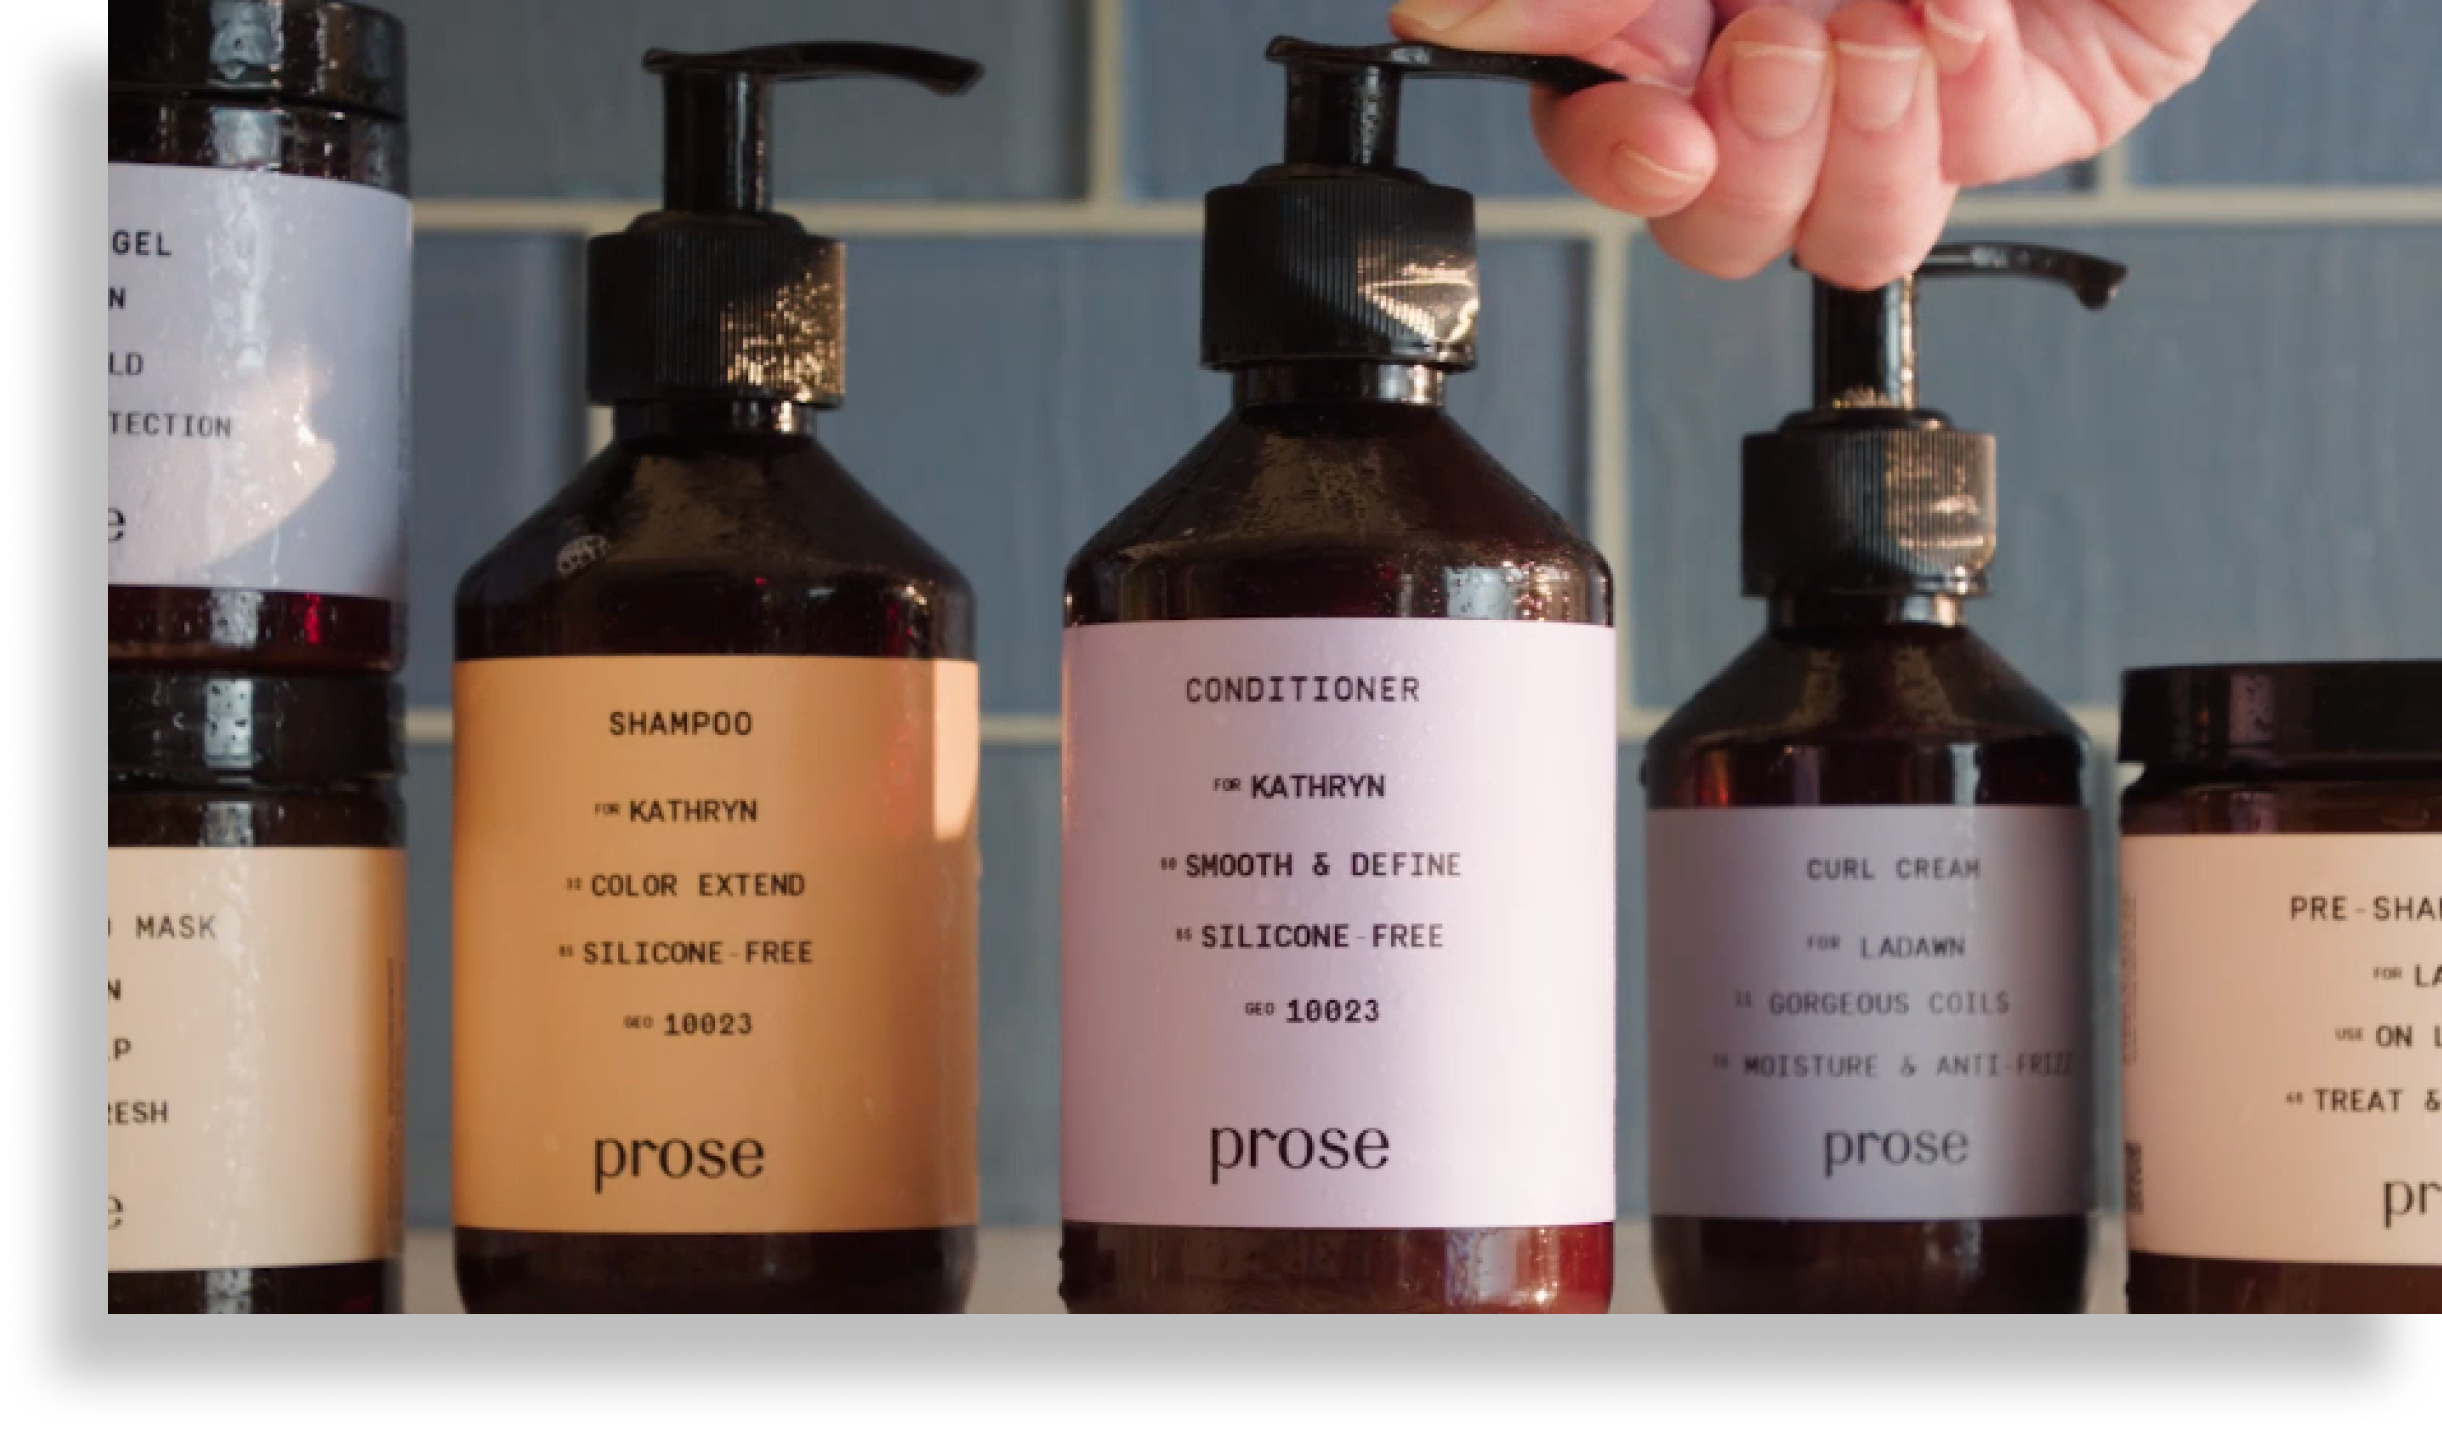 GEL
N
LD
TECTION
e
MASK
N
P
RESH
e
SHAMPOO
FOR KATHRYN
COLOR EXTEND
SILICONE-FREE
GEO 10023
prose
CONDITIONER
FOR KATHRYN
SMOOTH & DEFINE
SILICONE-FREE
GEO 10023
prose
CURL CREAM
FOR LADAWN
GORGEOUS COILS
MOISTURE & ANTI-FRIZZ
prose
PRE-SHA
FOR LA
USE ON L
TREAT &
pr